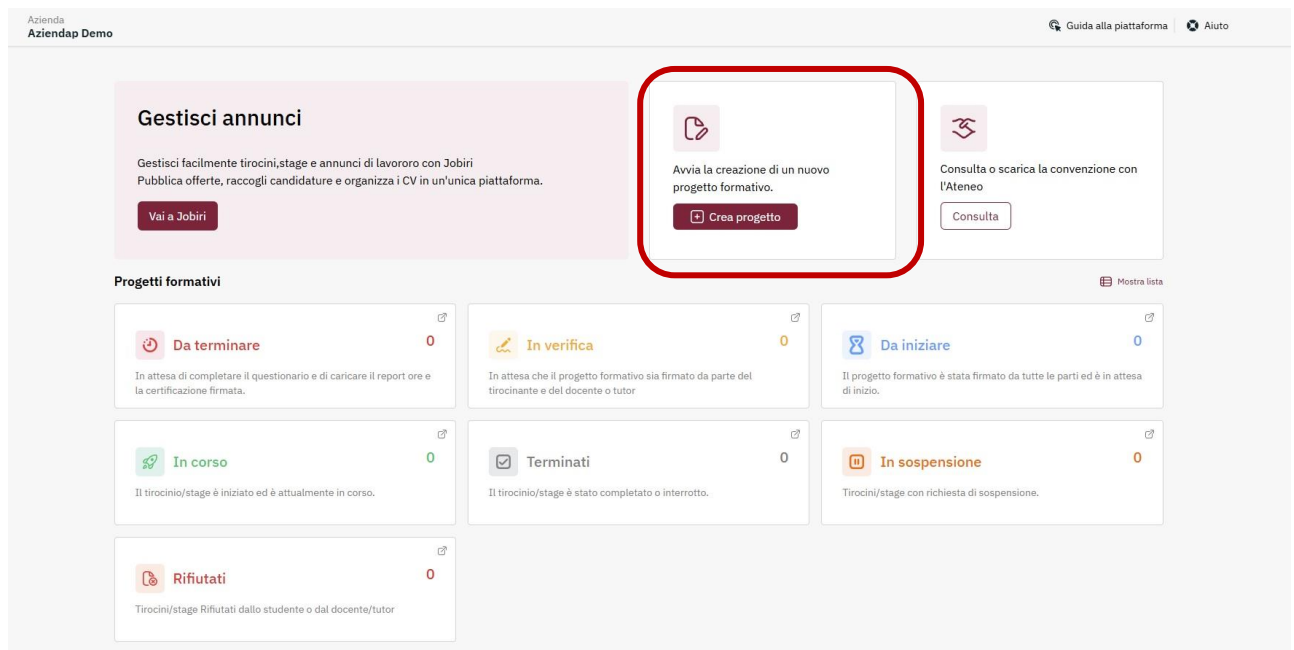 Azienda
Aziendap Demo
Guida alla piattaforma
Aiuto
Gestisci annunci
Gestisci facilmente tirocini,stage e annunci di lavororo con Jobiri
Pubblica offerte, raccogli candidature e organizza i CV in un'unica piattaforma.
Vai a Jobiri
Avvia la creazione di un nuovo
progetto formativo.
Crea progetto
Consulta o scarica la convenzione con
l'Ateneo
Consulta
Progetti formativi
Mostra lista
Da terminare
0
In attesa di completare il questionario e di caricare il report ore e
la certificazione firmata.
In verifica
0
In attesa che il progetto formativo sia firmato da parte del
tirocinante e del docente o tutor
Da iniziare
0
Il progetto formativo è stata firmato da tutte le parti ed è in attesa
di inizio.
In corso
0
Il tirocinio/stage è iniziato ed è attualmente in corso.
Terminati
0
Il tirocinio/stage è stato completato o interrotto.
In sospensione
0
Tirocini/stage con richiesta di sospensione.
Rifiutati
0
Tirocini/stage Rifiutati dallo studente o dal docente/tutor